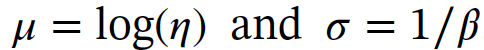 μ = log(η) and σ = 1/β